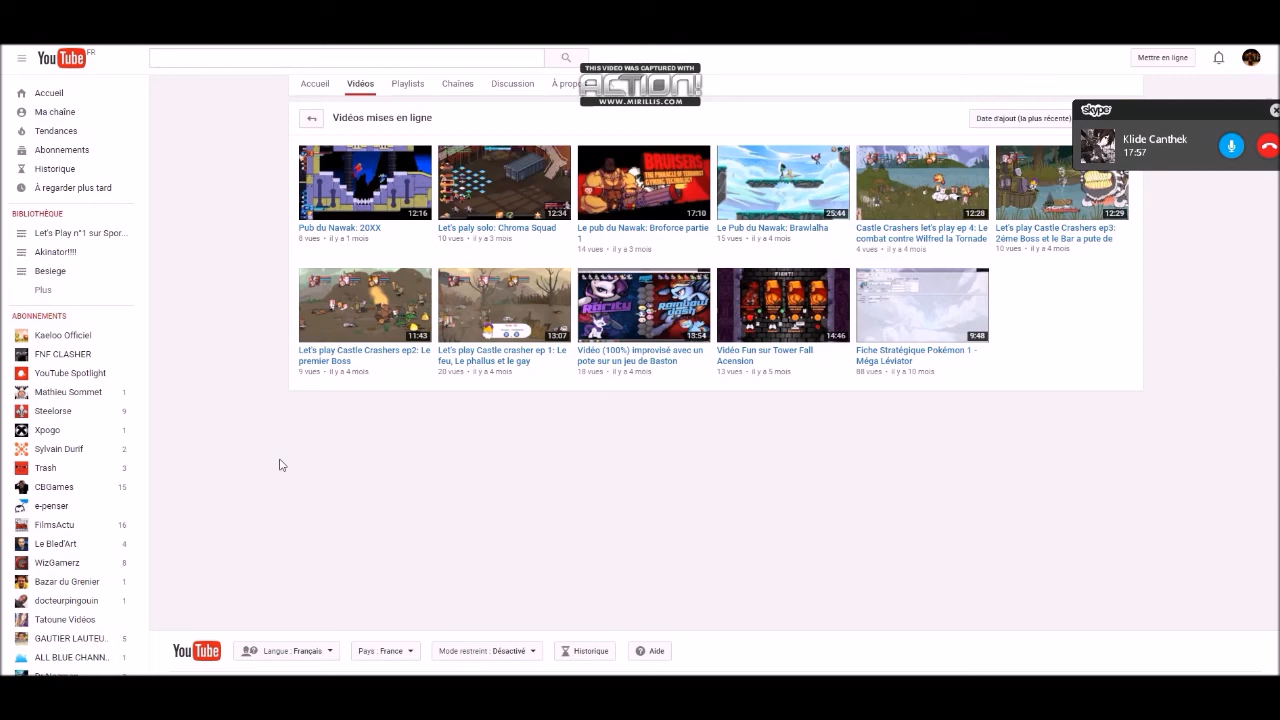 YouTube FR
THIS VIDEO WAS CAPTURED WITH
ACTION!
WWW.MIRILLIS.COM
Mettre en ligne
Accueil
Vidéos
Playlists
Chaînes
Discussion
À propos
Vidéos mises en ligne
Date d'ajout (la plus récente)
skype
Klide Canthek
17:57
Accueil
Ma chaîne
Tendances
Abonnements
Historique
À regarder plus tard
BIBLIOTHÈQUE
Let's Play n°1 sur Spor...
Akinator!!!!
Besiege
Plus
ABONNEMENTS
Kaeloo Officiel
FNF CLASHER
YouTube Spotlight
Mathieu Sommet 1
Steelorse 9
Xpogo 1
Sylvain Durif 2
Trash 3
CBGames 15
e-penser
FilmsActu 16
Le Bled'Art 4
WizGamerz 8
Bazar du Grenier 1
docteurpingouin 1
Tatoune Vidéos
GAUTIER LAUTEU.. 5
ALL BLUE CHANN.. 1
12:16
Pub du Nawak: 20XX
8 vues • il y a 1 mois
12:34
Let's paly solo: Chroma Squad
10 vues • il y a 3 mois
BRUISERS
THE PINNACLE OF TERRORIST
GYMING TECHNOLOGY
17:10
Le pub du Nawak: Broforce partie
1
14 vues • il y a 3 mois
25:44
Le Pub du Nawak: Brawlalha
15 vues • il y a 4 mois
12:28
Castle Crashers let's play ep 4: Le
combat contre Wilfred la Tornade
4 vues • il y a 4 mois
12:29
Let's play Castle Crashers ep3:
2éme Boss et le Bar a pute de
10 vues • il y a 4 mois
11:43
Let's play Castle Crashers ep2: Le
premier Boss
9 vues • il y a 4 mois
13:07
Let's play Castle crasher ep 1: Le
feu, Le phallus et le gay
20 vues • il y a 4 mois
RARITY
RAINBOW
DASH
13:54
Vidéo (100%) improvisé avec un
pote sur un jeu de Baston
18 vues • il y a 4 mois
FIGHT!
14:46
Vidéo Fun sur Tower Fall
Acension
13 vues • il y a 5 mois
9:48
Fiche Stratégique Pokémon 1 -
Méga Léviator
88 vues • il y a 10 mois
YouTube
Langue : Français
Pays : France
Mode restreint : Désactivé
Historique
Aide